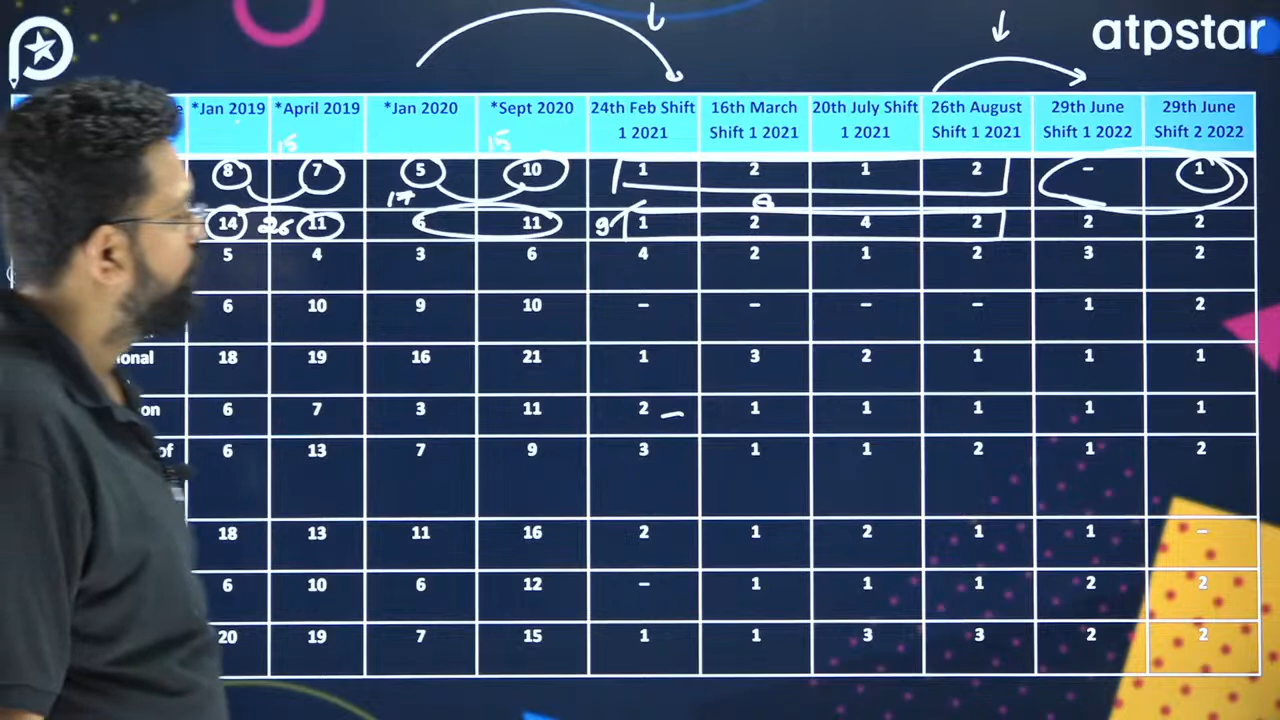 atpstar
*Jan 2019 *April 2019 *Jan 2020 *Sept 2020 24th Feb Shift 1 2021 16th March Shift 1 2021 20th July Shift 1 2021 26th August Shift 1 2021 29th June Shift 1 2022 29th June Shift 2 2022
15 15
8 7 5 10 1 2 1 2 – 1
17
14 26 11 6 11 9 1 2 4 2 2 2
5 4 3 6 4 2 1 2 3 2
6 10 9 10 – – – – 1 2
ional 18 19 16 21 1 3 2 1 1 1
on 6 7 3 11 2 – 1 1 1 1 1
of 6 13 7 9 3 1 1 2 1 2
18 13 11 16 2 1 2 1 1 –
6 10 6 12 – 1 1 1 2 2
20 19 7 15 1 1 3 3 2 2